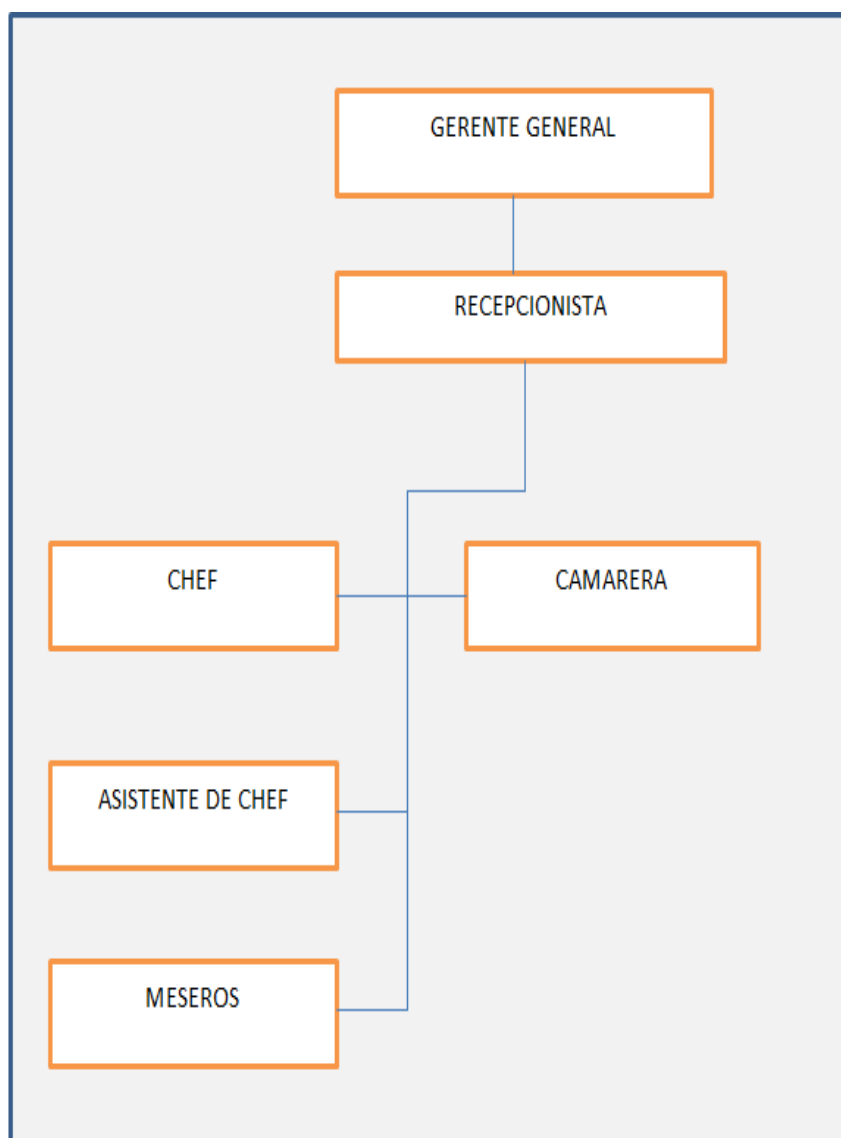 GERENTE GENERAL
RECEPCIONISTA
CHEF
CAMARERA
ASISTENTE DE CHEF
MESEROS